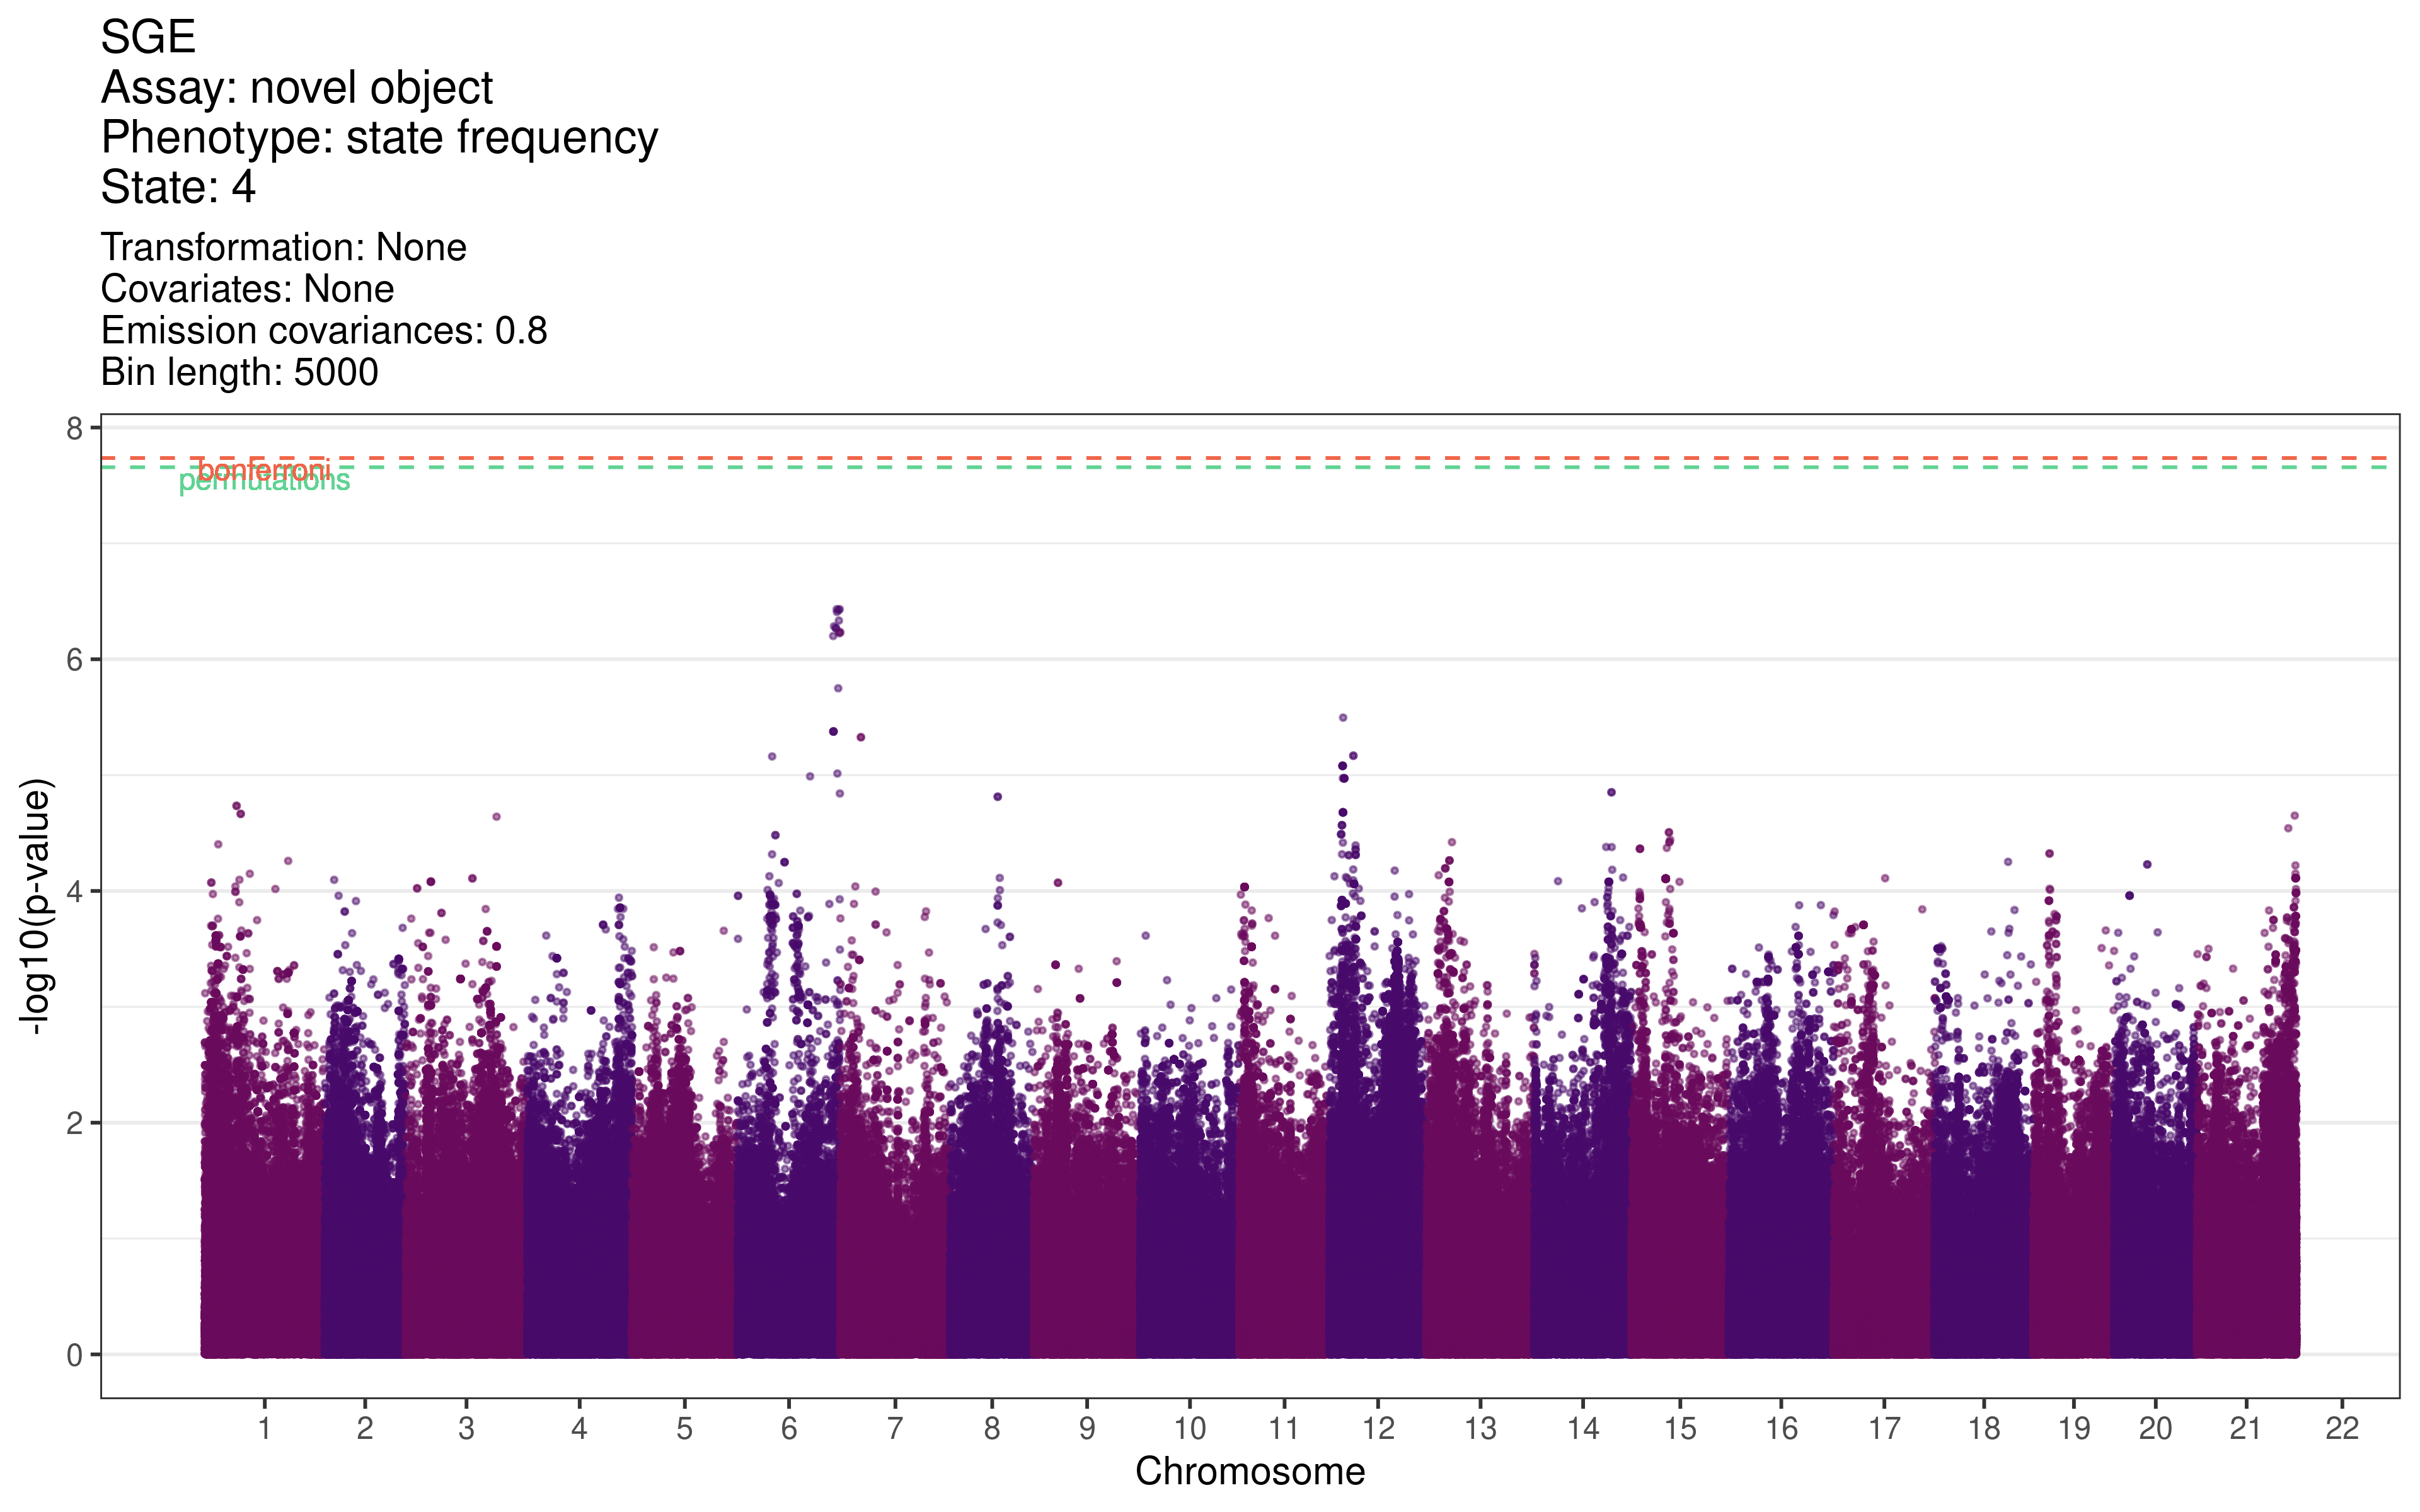 SGE
Assay: novel object
Phenotype: state frequency
State: 4
Transformation: None
Covariates: None
Emission covariances: 0.8
Bin length: 5000
8
bonferroni
permutations
6
4
2
0
-log10(p-value)
1 2 3 4 5 6 7 8 9 10 11 12 13 14 15 16 17 18 19 20 21 22
Chromosome